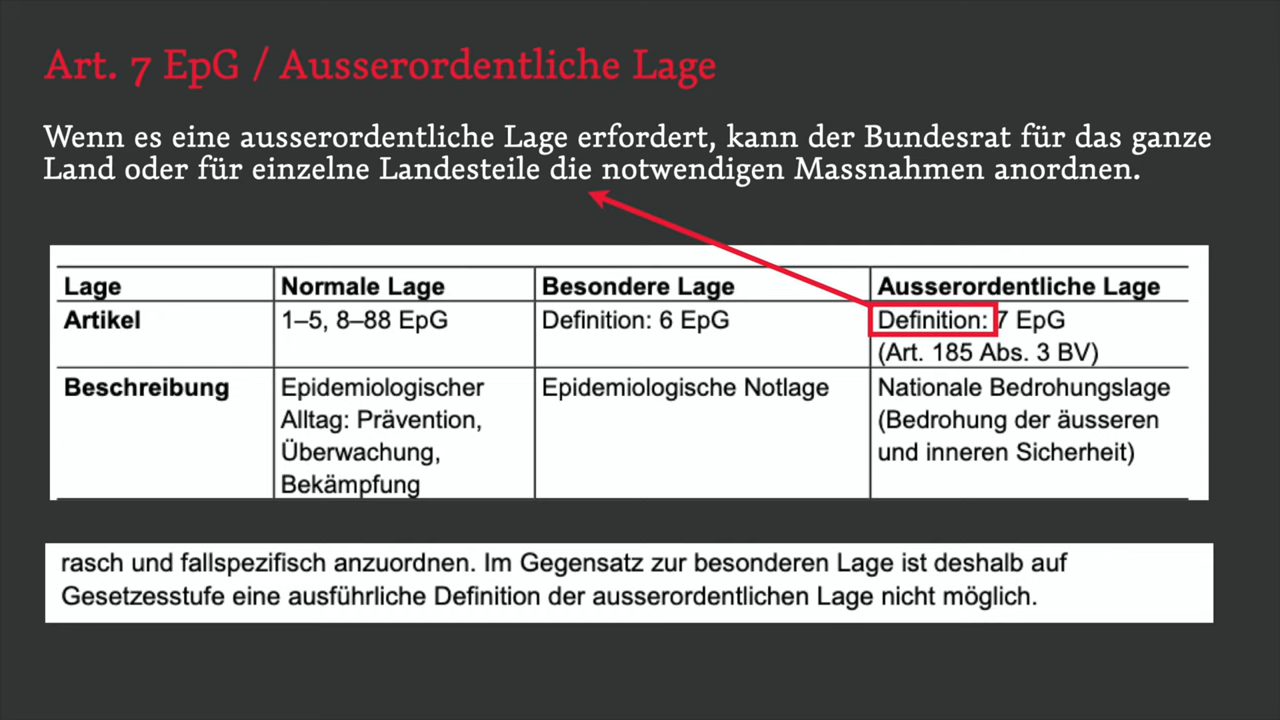 Art. 7 EpG / Ausserordentliche Lage
Wenn es eine ausserordentliche Lage erfordert, kann der Bundesrat für das ganze
Land oder für einzelne Landesteile die notwendigen Massnahmen anordnen.
Lage Normale Lage Besondere Lage Ausserordentliche Lage
Artikel 1–5, 8–88 EpG Definition: 6 EpG Definition: 7 EpG
(Art. 185 Abs. 3 BV)
Beschreibung Epidemiologischer Epidemiologische Notlage Nationale Bedrohungslage
Alltag: Prävention, (Bedrohung der äusseren
Überwachung, und inneren Sicherheit)
Bekämpfung
rasch und fallspezifisch anzuordnen. Im Gegensatz zur besonderen Lage ist deshalb auf
Gesetzesstufe eine ausführliche Definition der ausserordentlichen Lage nicht möglich.